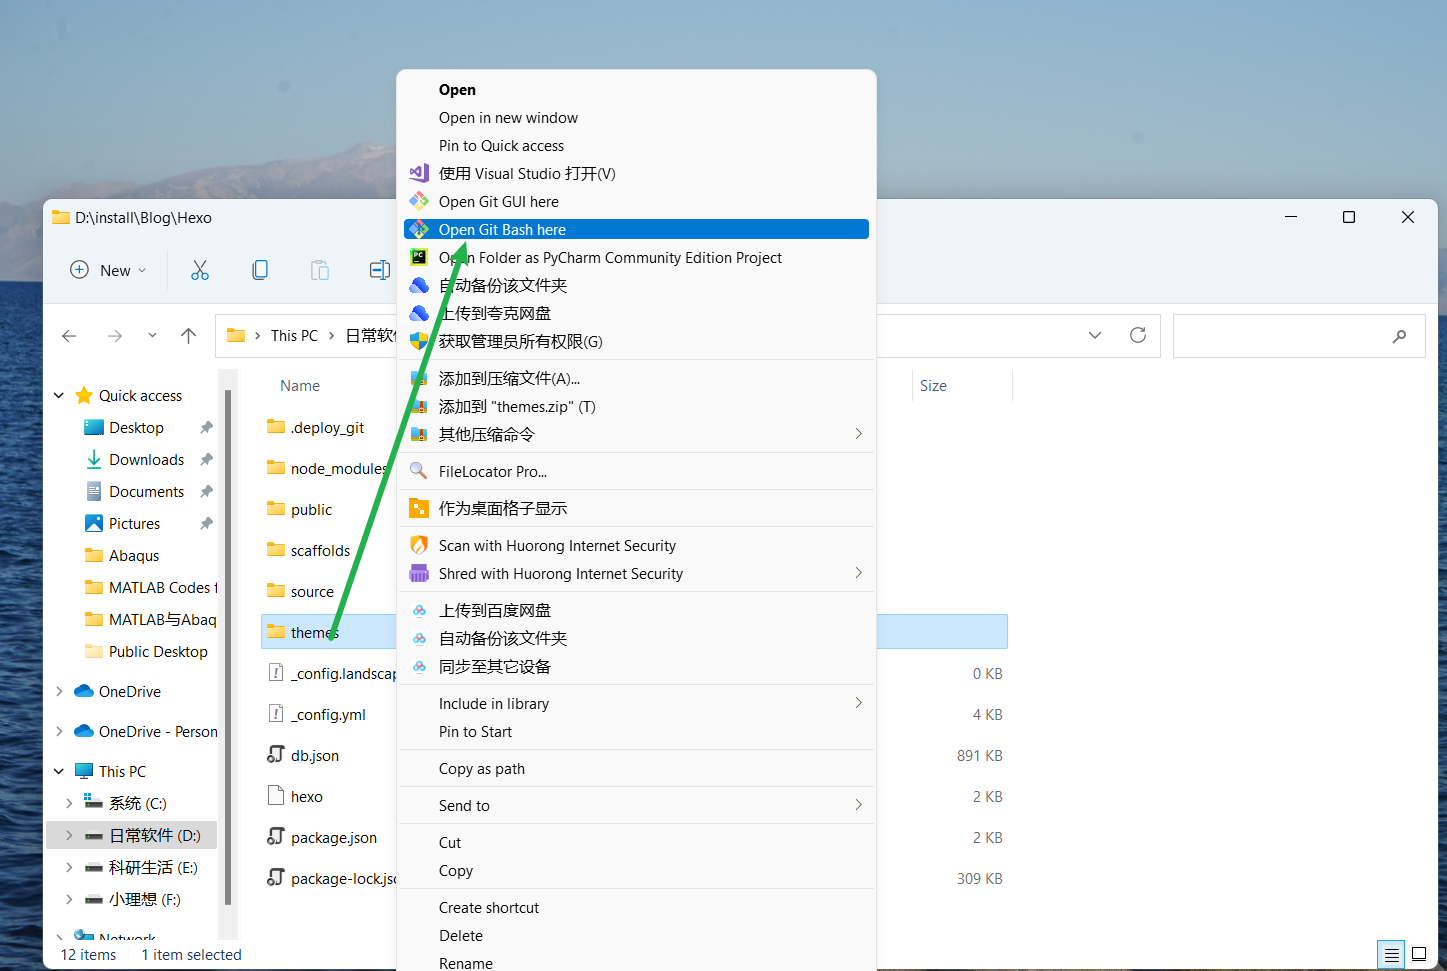 Open
Open in new window
Pin to Quick access
使用 Visual Studio 打开(V)
Open Git GUI here
Open Git Bash here
Open Folder as PyCharm Community Edition Project
自动备份该文件夹
上传到夸克网盘
获取管理员所有权限(G)
添加到压缩文件(A)...
添加到 "themes.zip" (T)
其他压缩命令
FileLocator Pro...
作为桌面格子显示
Scan with Huorong Internet Security
Shred with Huorong Internet Security
上传到百度网盘
自动备份该文件夹
同步至其它设备
Include in library
Pin to Start
Copy as path
Send to
Cut
Copy
Create shortcut
Delete
Rename
D:\install\Blog\Hexo
New
This PC
日常软
Quick access
Desktop
Downloads
Documents
Pictures
Abaqus
MATLAB Codes
MATLAB与Abaq
Public Desktop
OneDrive
OneDrive - Person
This PC
系统 (C:)
日常软件 (D:)
科研生活 (E:)
小理想 (F:)
Network
Name
Size
.deploy_git
node_modules
public
scaffolds
source
themes
_config.landscap
0 KB
_config.yml
4 KB
db.json
891 KB
hexo
2 KB
package.json
2 KB
package-lock.jso
309 KB
12 items
1 item selected